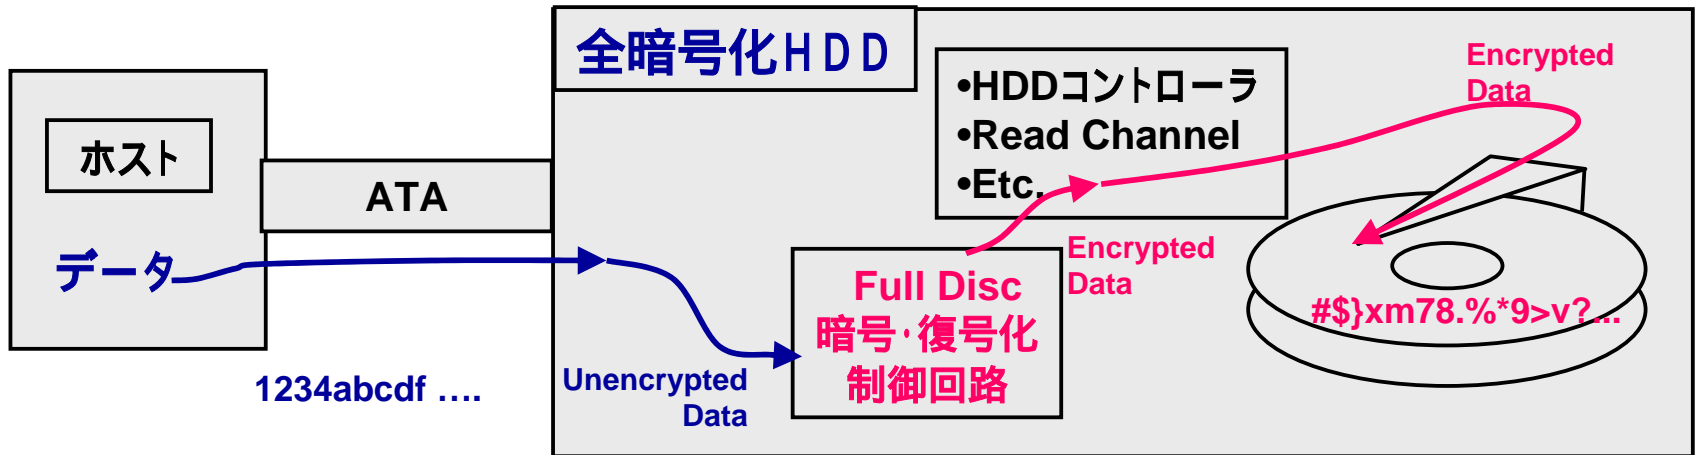 全暗号化HDD
ホスト
データ
ATA
1234abcdf ….
Unencrypted
Data
Full Disc
暗号･復号化
制御回路
•HDDコントローラ
•Read Channel
•Etc.
Encrypted
Data
Encrypted
Data
#$}xm78.%*9>v?...